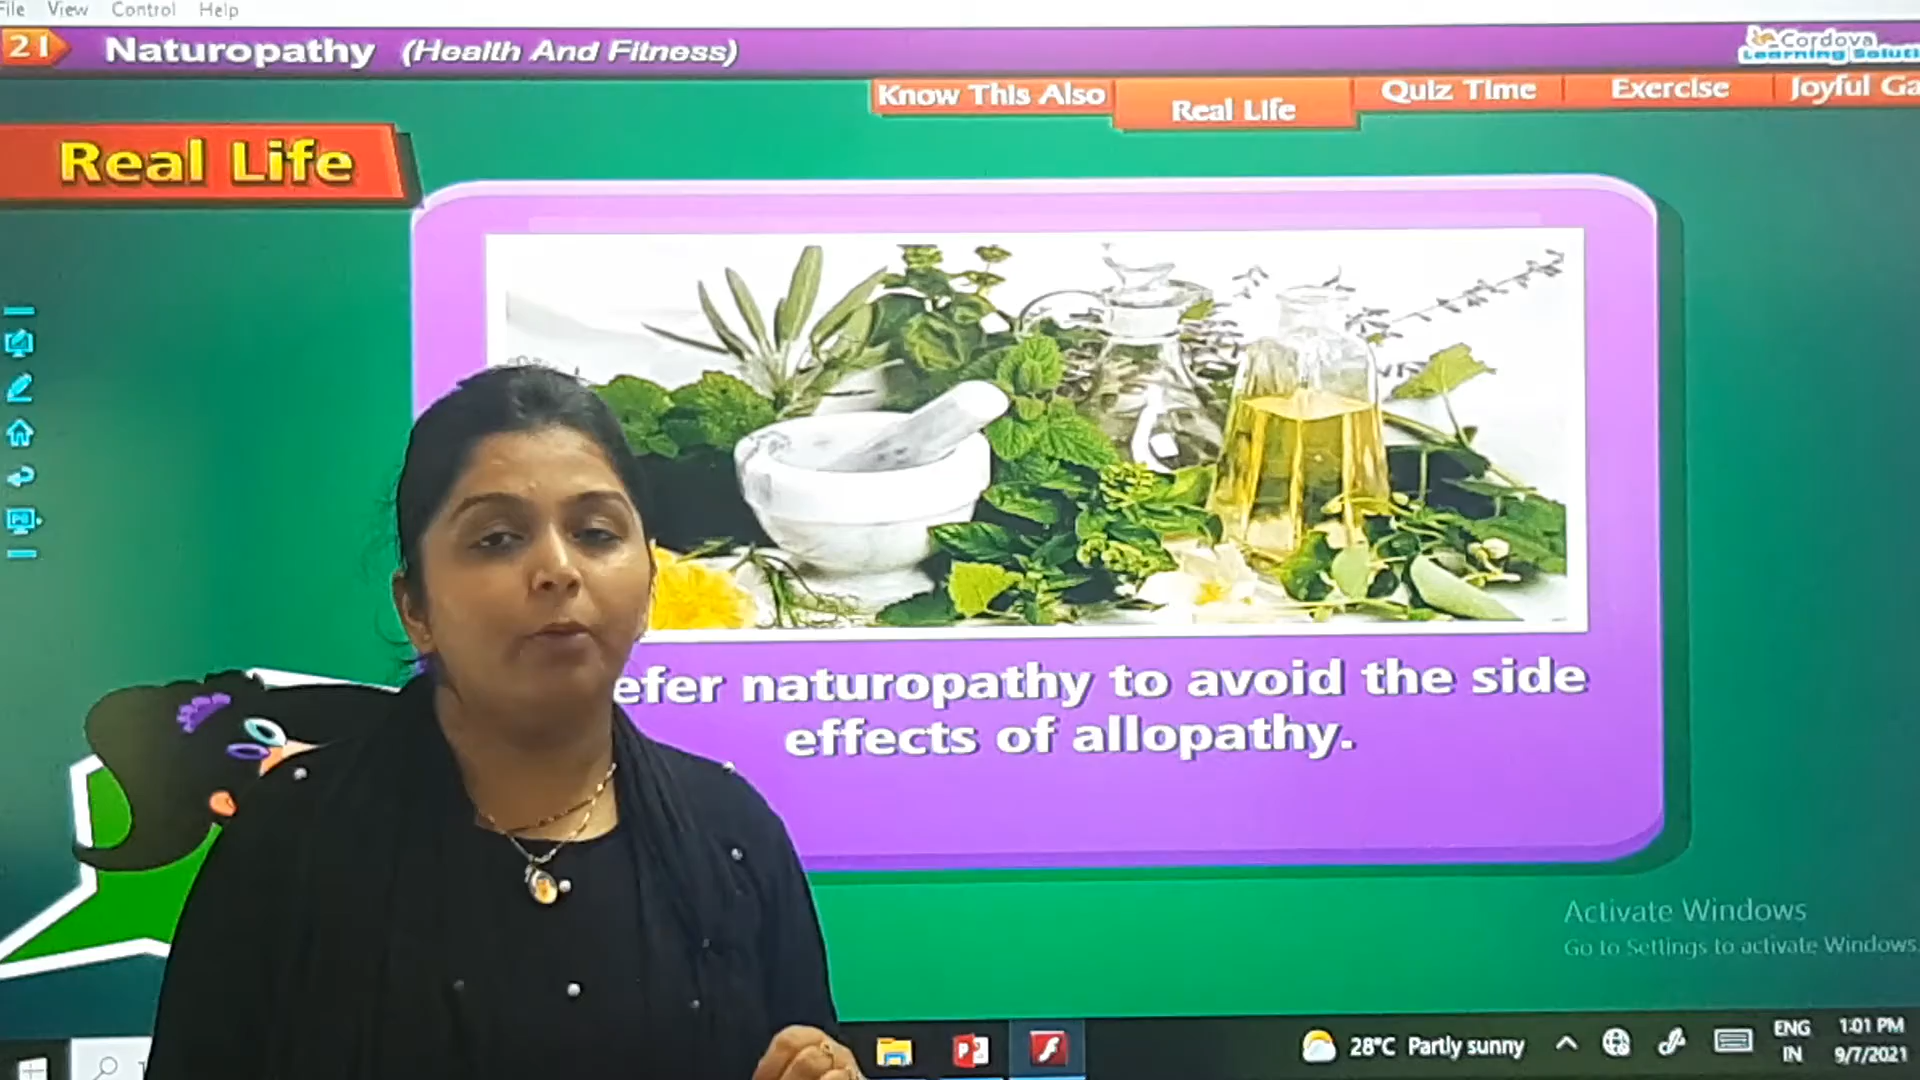 File View Control Help
21 Naturopathy (Health And Fitness)
Cordova
Learning
Know This Also
Real Life
Quiz Time
Exercise
Joyful
Real Life
naturopathy to avoid the side
effects of allopathy.
Activate Windows
Go to Settings to activate Windows.
28°C Partly sunny
ENG
IN
1:01 PM
9/7/2021